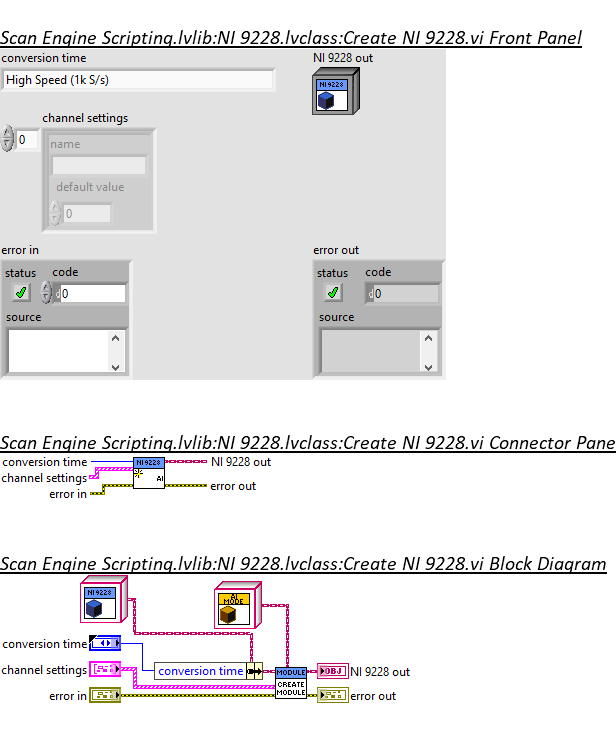 Scan Engine Scripting.lvlib:NI 9228.lvclass:Create NI 9228.vi Front Panel
conversion time
NI 9228 out
High Speed (1k S/s)
NI 9228
channel settings
0
name
default value
0
error in
error out
status code
status code
d0
d0
source
source
Scan Engine Scripting.lvlib:NI 9228.lvclass:Create NI 9228.vi Connector Pane
conversion time
NI 9228
NI 9228 out
channel settings
AI
error in
error out
Scan Engine Scripting.lvlib:NI 9228.lvclass:Create NI 9228.vi Block Diagram
NI 9228
AI
MODE
conversion time
channel settings
conversion time
MODULE
OBJ
NI 9228 out
CREATE
MODULE
error in
error out